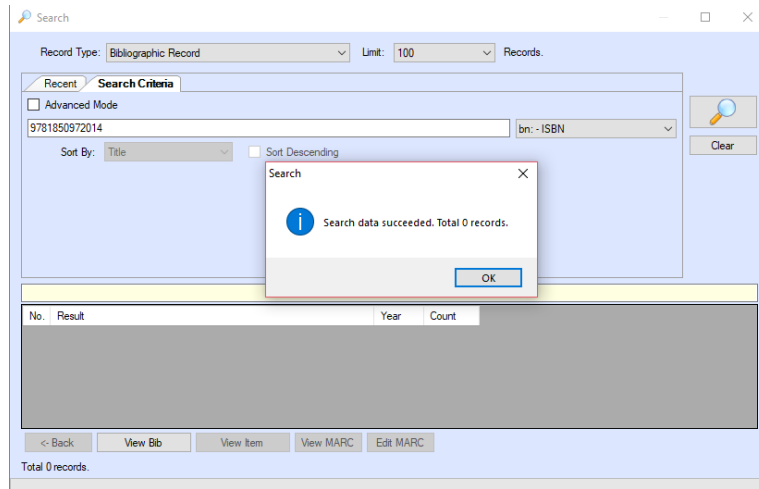 Search
Record Type: Bibliographic Record Limit: 100 Records.
Recent Search Criteria
Advanced Mode
9781850972014 bn: - ISBN
Sort By: Title Sort Descending
Clear
Search
Search data succeeded. Total 0 records.
OK
No. Result Year Count
<- Back View Bib View Item View MARC Edit MARC
Total 0 records.